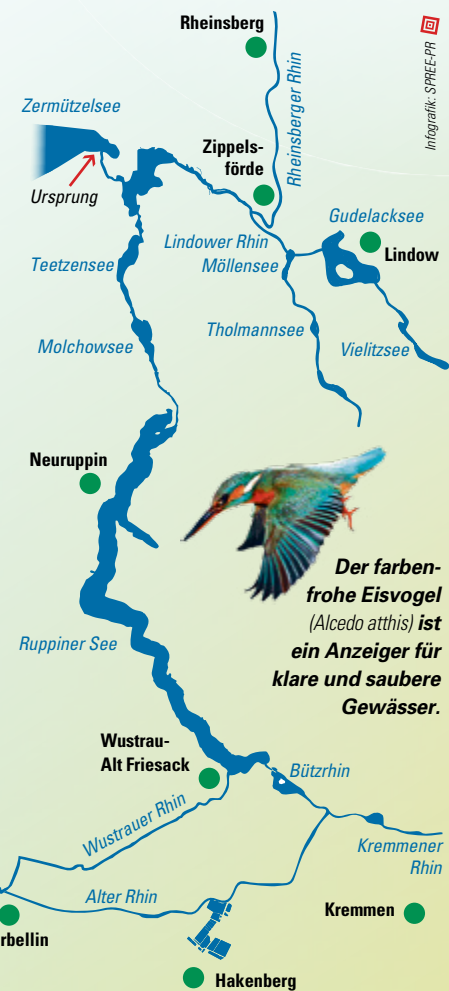 Rheinsberg
Infografik: SPREE-PR
Rheinsberger Rhin
Zermützelsee
Ursprung
Zippels-
förde
Gudelacksee
Lindow
Lindower Rhin
Möllensee
Teetzensee
Tholmannsee
Vielitzsee
Molchowsee
Neuruppin
Der farben-
frohe Eisvogel
(Alcedo atthis) ist
ein Anzeiger für
klare und saubere
Gewässer.
Ruppiner See
Wustrau-
Alt Friesack
Bützrhin
Wustrauer Rhin
Kremmener
Rhin
Alter Rhin
Kremmen
rbellin
Hakenberg